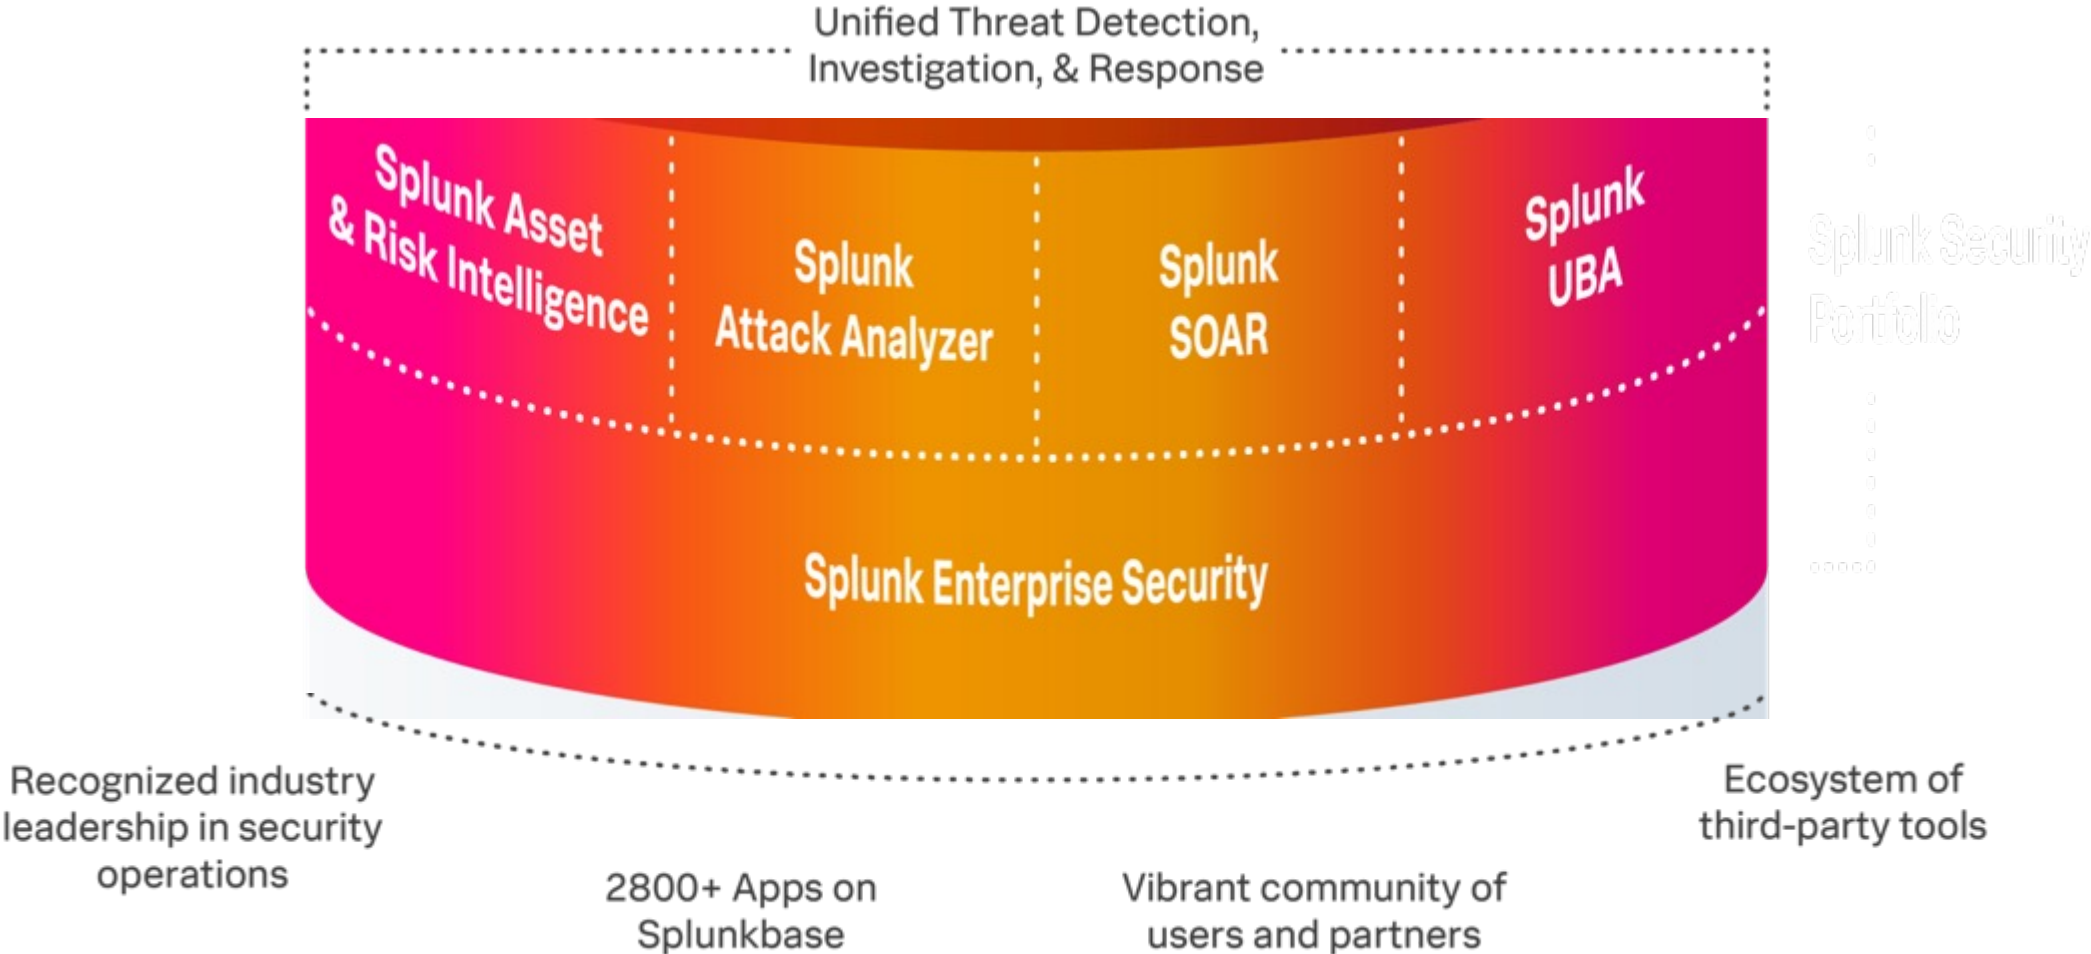 Unified Threat Detection,
Investigation, & Response
Splunk Asset
& Risk Intelligence
Splunk
Attack Analyzer
Splunk
SOAR
Splunk
UBA
Splunk Security
Portfolio
Splunk Enterprise Security
Recognized industry
leadership in security
operations
2800+ Apps on
Splunkbase
Vibrant community of
users and partners
Ecosystem of
third-party tools